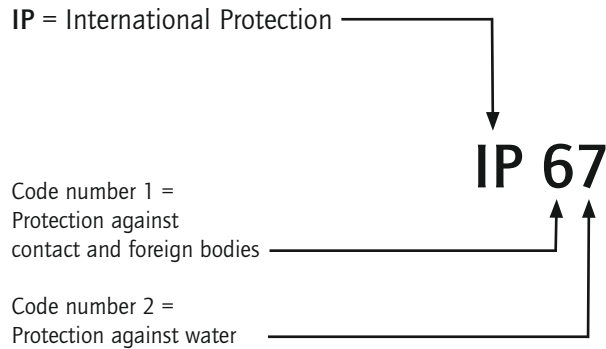 IP = International Protection
IP 67
Code number 1 =
Protection against
contact and foreign bodies
Code number 2 =
Protection against water